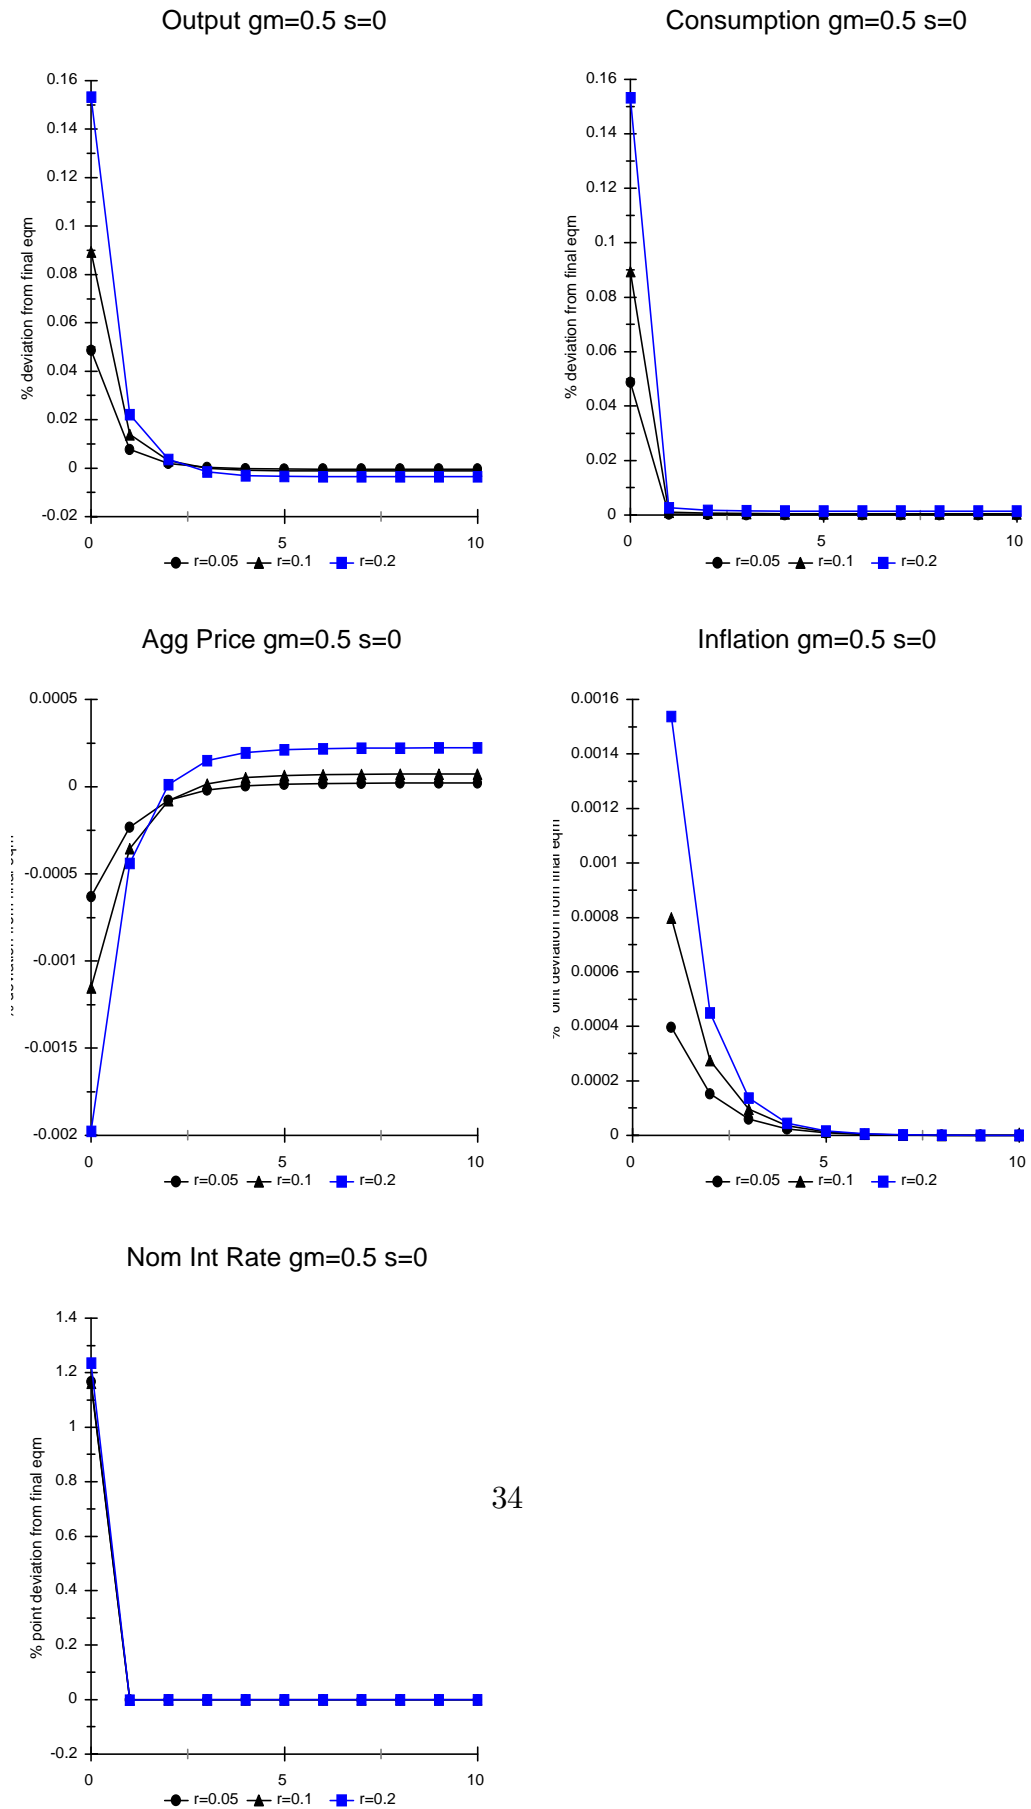 Output gm=0.5 s=0
% deviation from final eqm
0.16
0.14
0.12
0.1
0.08
0.06
0.04
0.02
0
-0.02
0 5 10
r=0.05 r=0.1 r=0.2
Consumption gm=0.5 s=0
% deviation from final eqm
0.16
0.14
0.12
0.1
0.08
0.06
0.04
0.02
0
0 5 10
r=0.05 r=0.1 r=0.2
Agg Price gm=0.5 s=0
deviation from final eqm
0.0005
0
-0.0005
-0.001
-0.0015
-0.002
0 5 10
r=0.05 r=0.1 r=0.2
Inflation gm=0.5 s=0
% deviation from final eqm
0.0016
0.0014
0.0012
0.001
0.0008
0.0006
0.0004
0.0002
0
0 5 10
r=0.05 r=0.1 r=0.2
Nom Int Rate gm=0.5 s=0
% point deviation from final eqm
1.4
1.2
1
0.8
0.6
0.4
0.2
0
-0.2
0 5 10
r=0.05 r=0.1 r=0.2
34